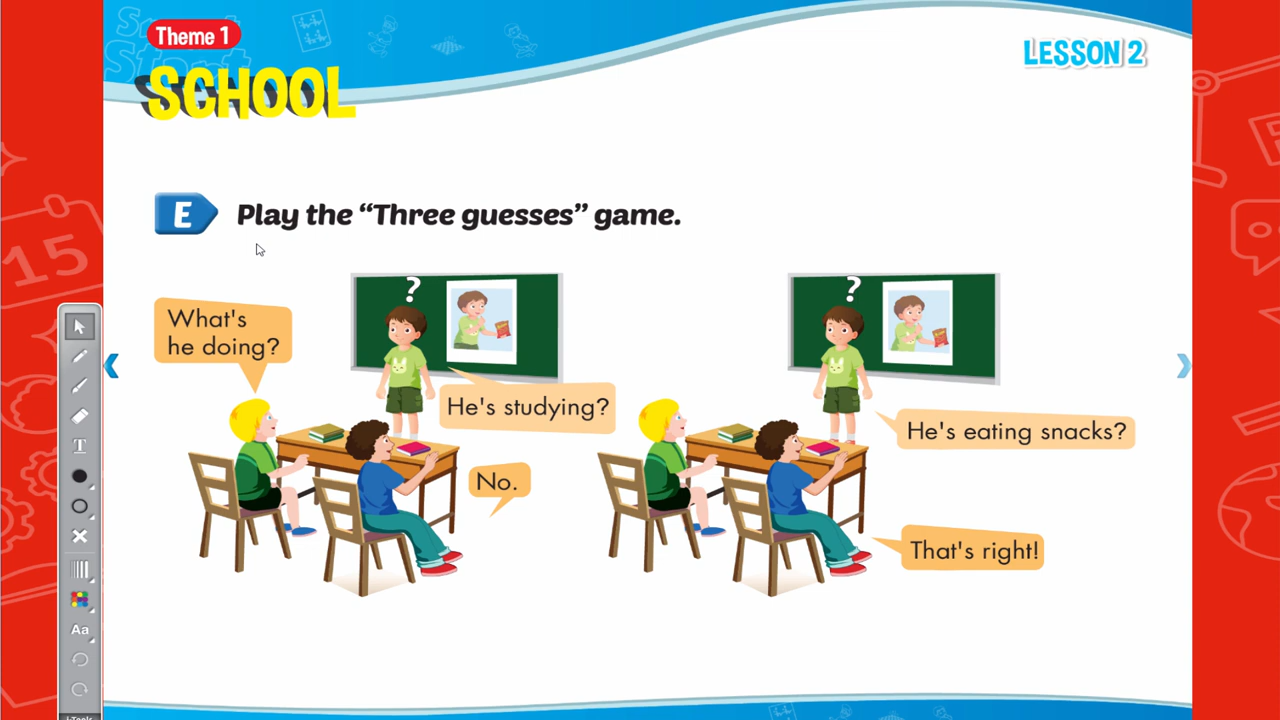 Theme 1
SCHOOL
LESSON 2
E Play the “Three guesses” game.
What's
he doing?
?
He's studying?
No.
?
He's eating snacks?
That's right!
15
T
Aa